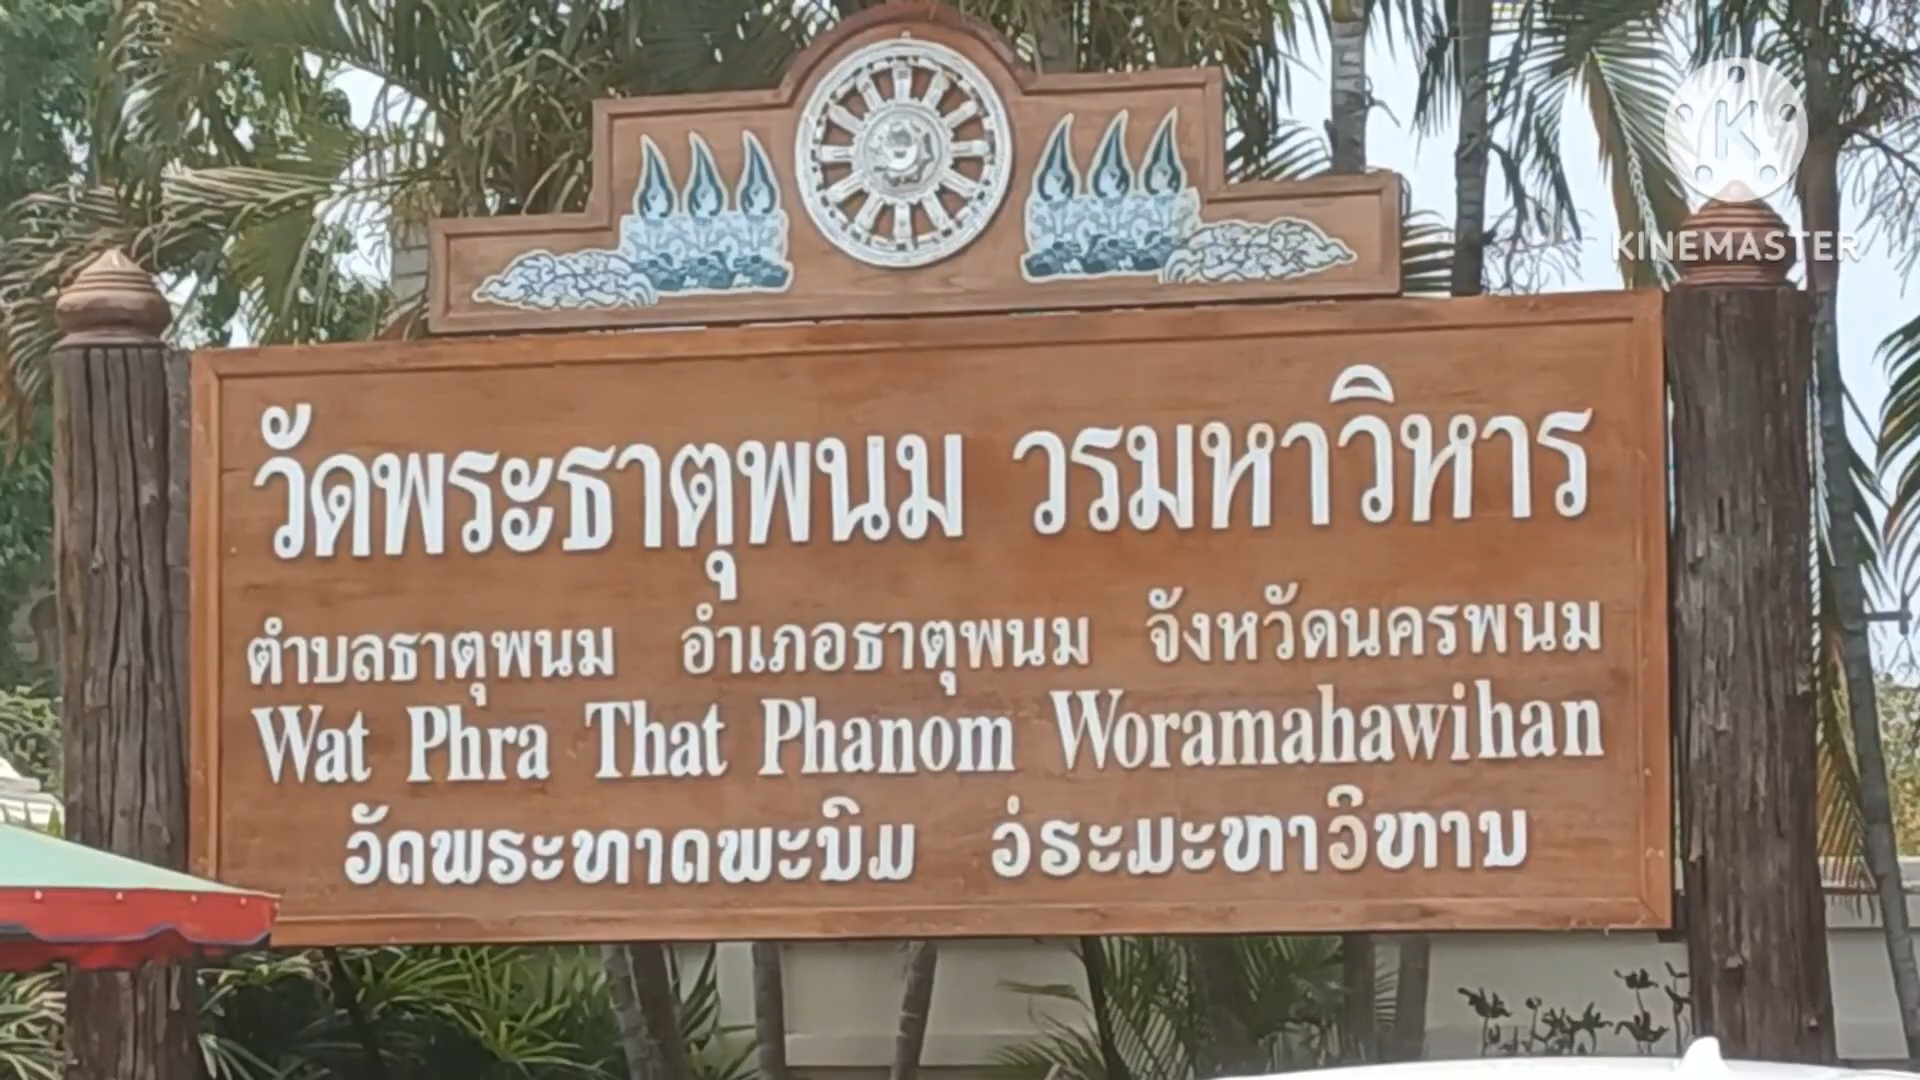 KINEMASTER
วัดพระธาตุพนม วรมหาวิหาร
ตำบลธาตุพนม อำเภอธาตุพนม จังหวัดนครพนม
Wat Phra That Phanom Woramahawihan
ວັດພຣະທາດພະນົມ ວ່ຣະມະຫາວິຫານ